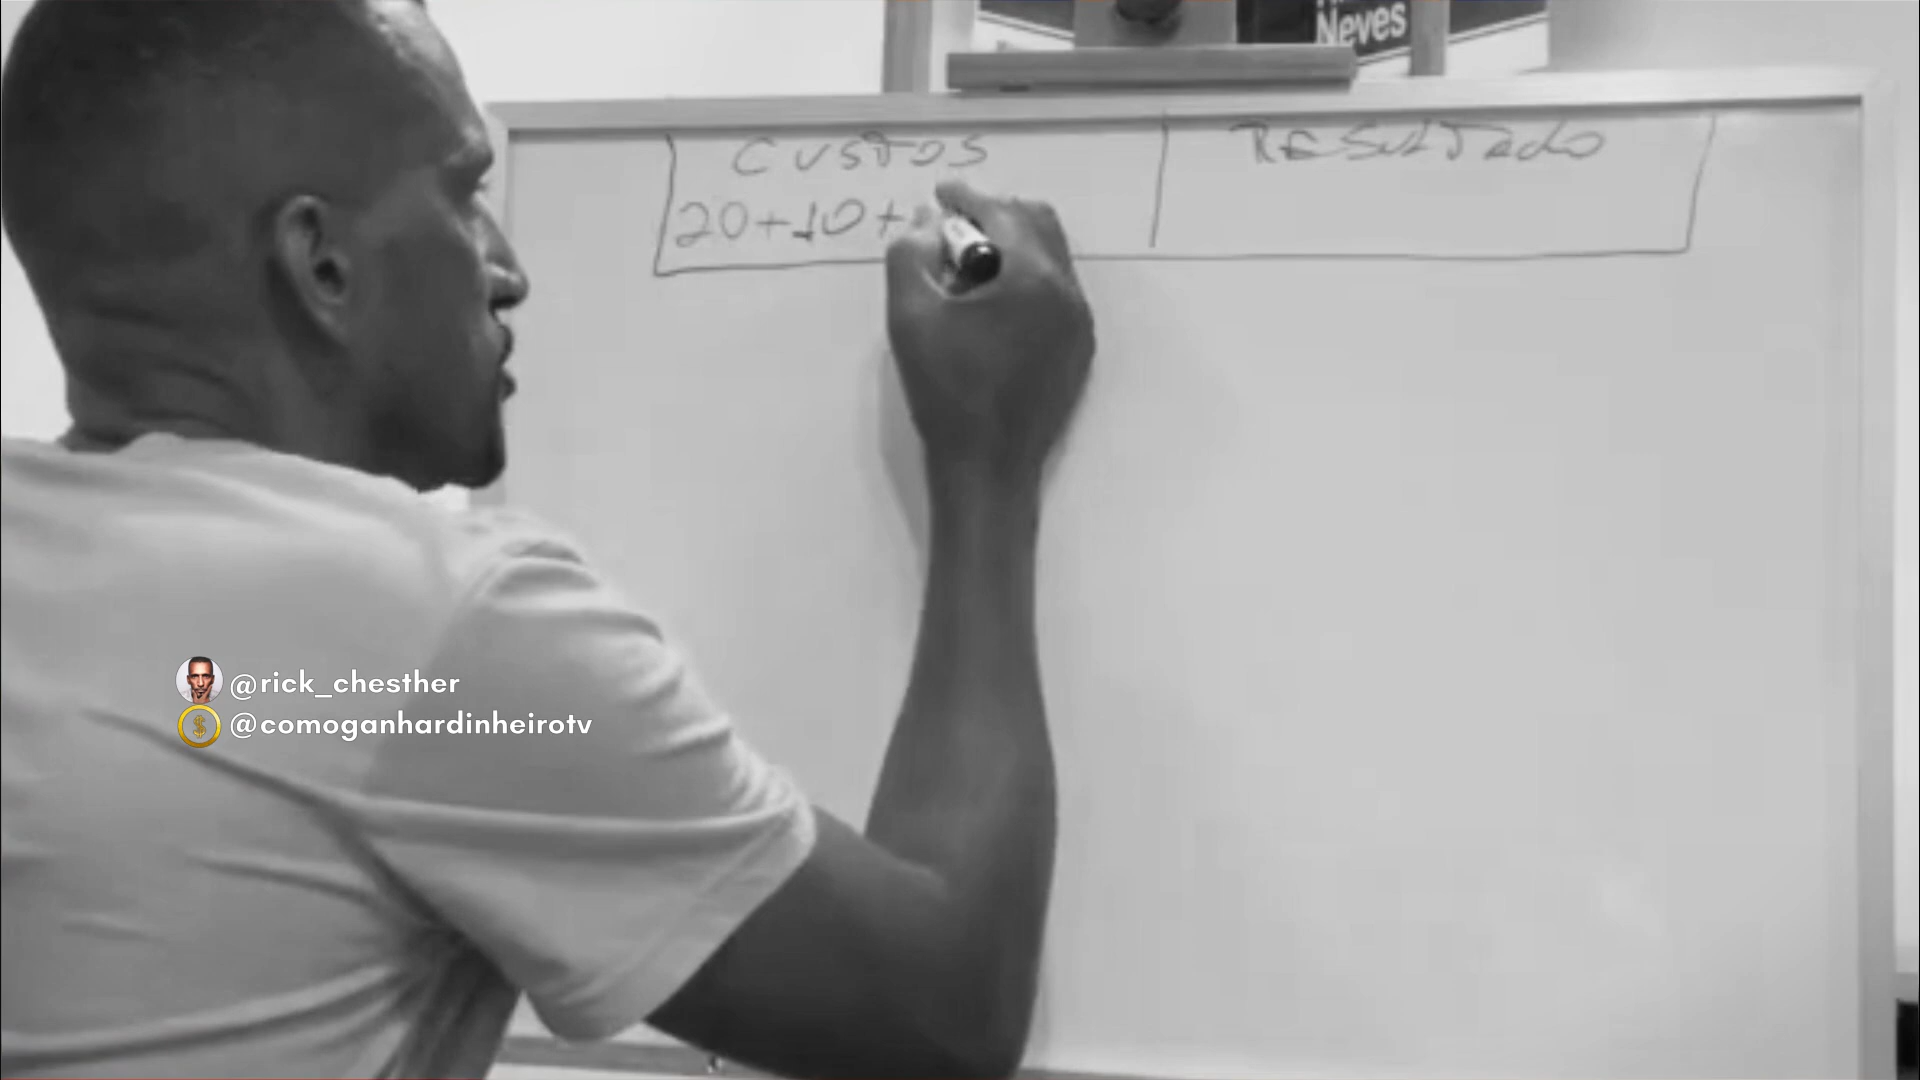 Neves
CUSTOS
RESULTADO
20+10+
@rick_chesther
@comoganhardinheirotv